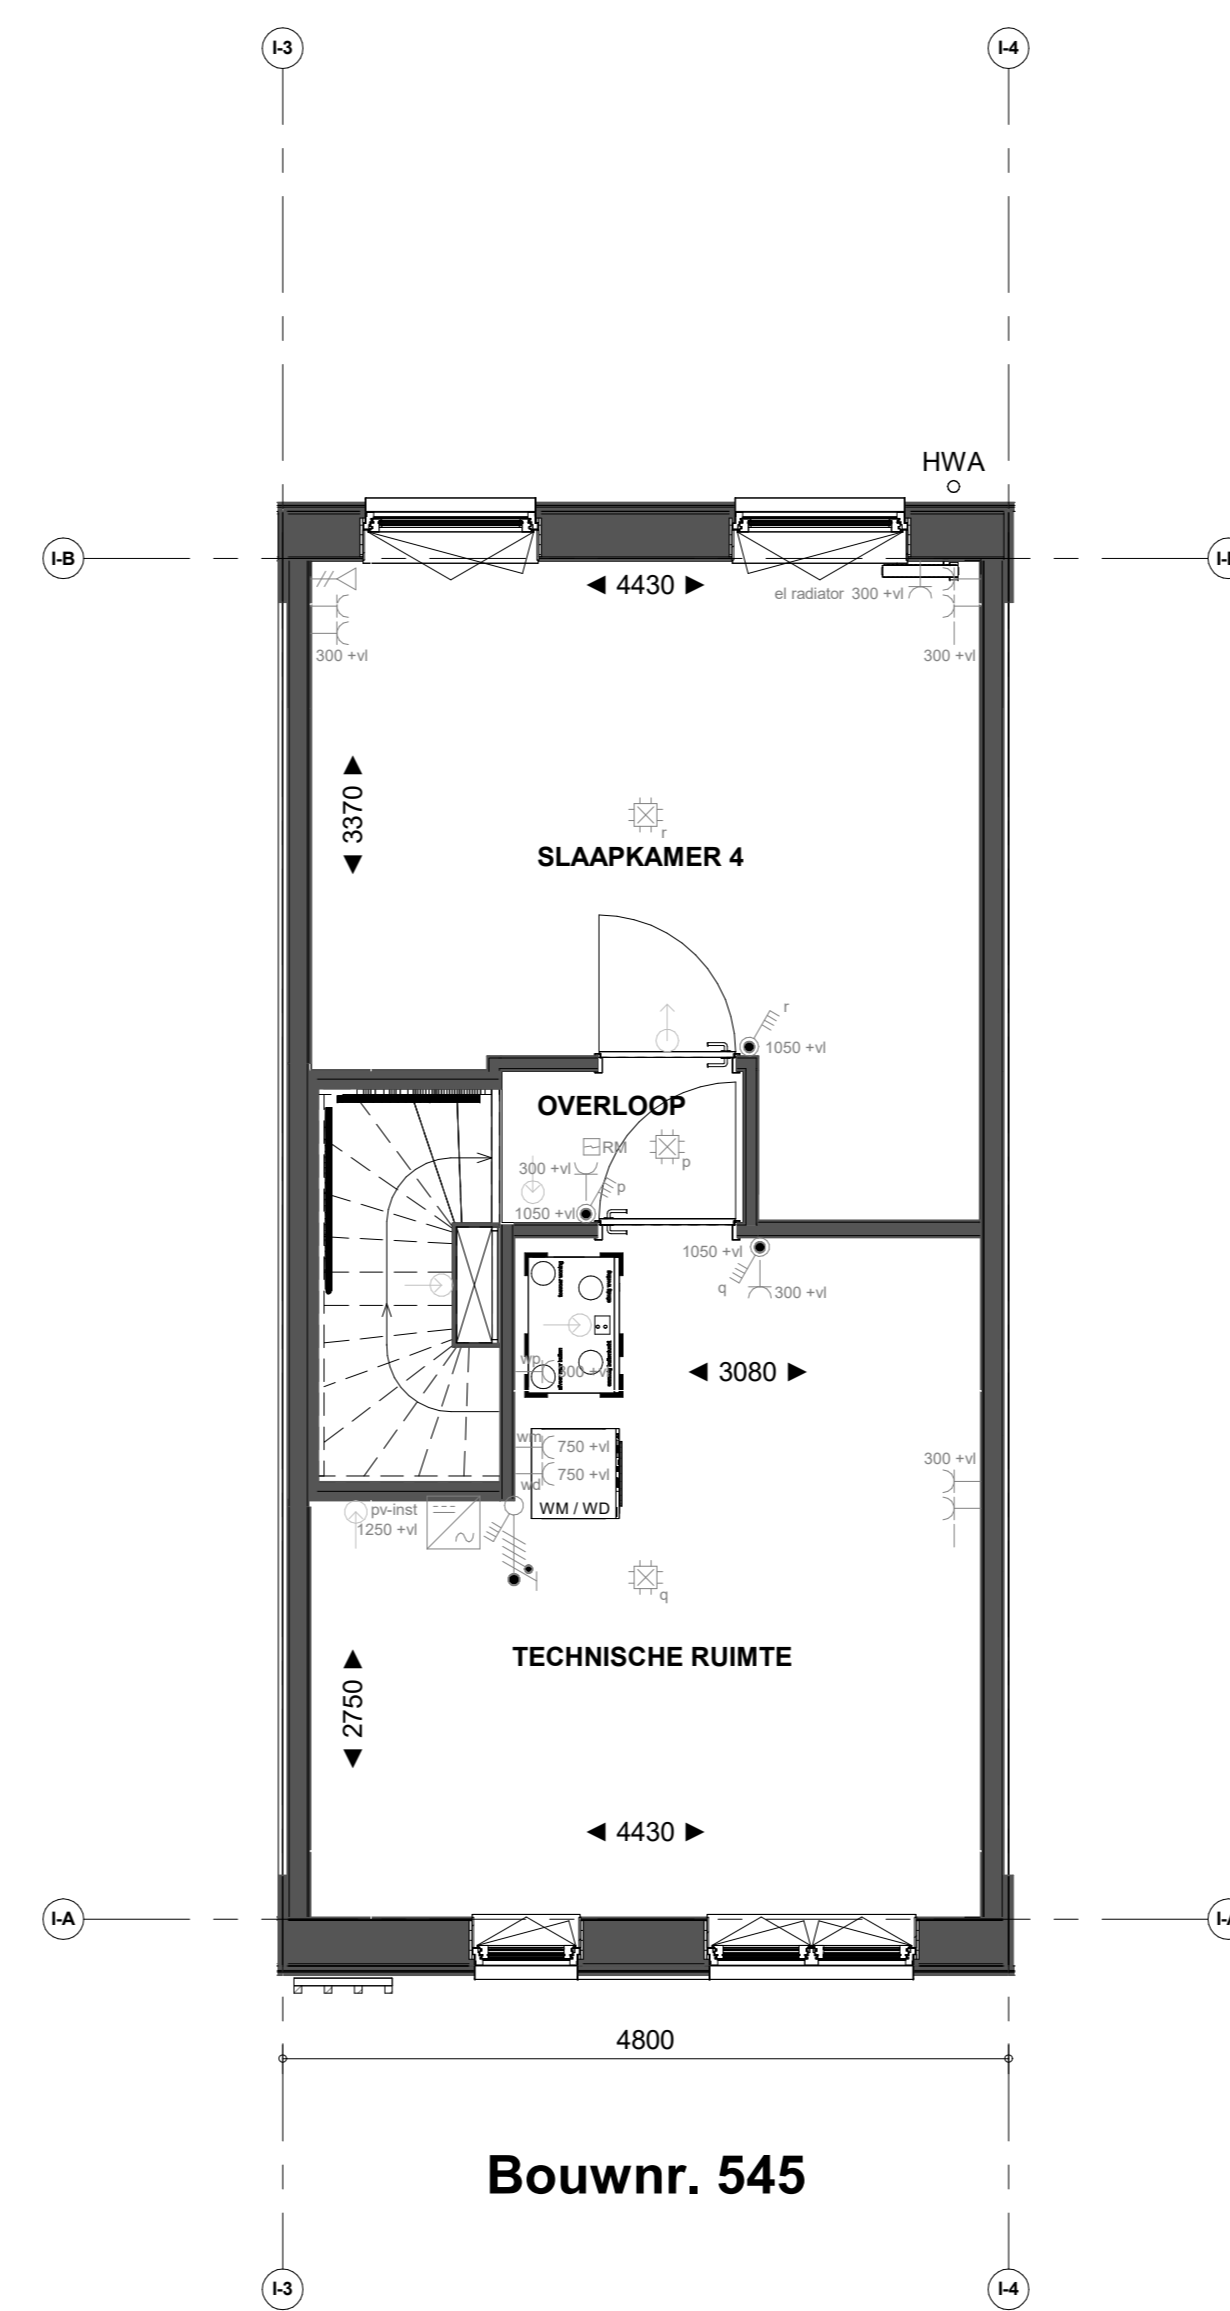 I-3 I-4
HWA
I-B
◄ 4430 ►
el radiator 300 +vl
300 +vl
300 +vl
◄ 3370 ►
r
SLAAPKAMER 4
r
1050 +vl
OVERLOOP
RM
300 +vl
p
p
1050 +vl
1050 +vl
q
300 +vl
wp
300 +vl
◄ 3080 ►
wm
750 +vl
300 +vl
wd
750 +vl
WM / WD
pv-inst
1250 +vl
q
TECHNISCHE RUIMTE
◄ 2750 ►
◄ 4430 ►
I-A
4800
Bouwnr. 545
I-3 I-4